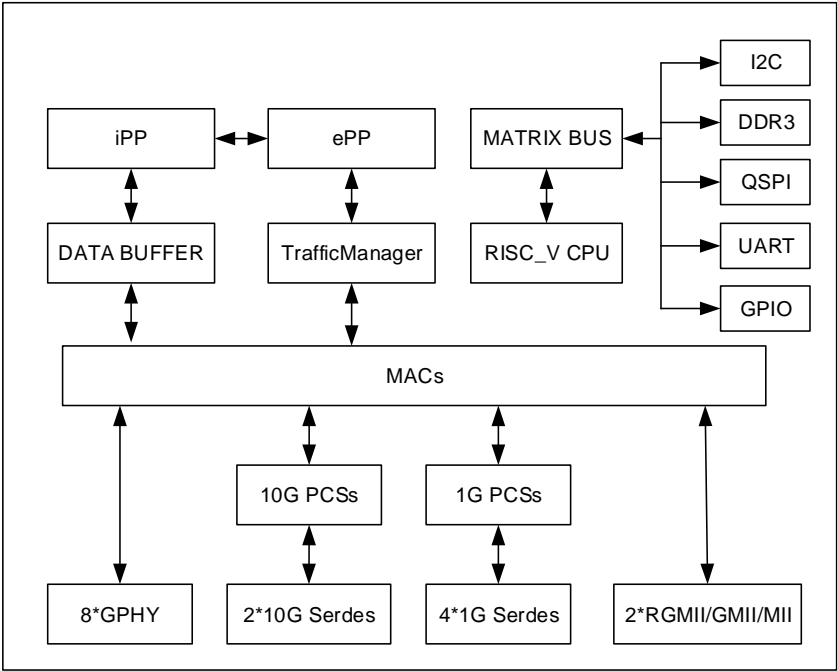 I2C
iPP
ePP
MATRIX BUS
DDR3
QSPI
DATA BUFFER
TrafficManager
RISC_V CPU
UART
GPIO
MACs
10G PCSs
1G PCSs
8*GPHY
2*10G Serdes
4*1G Serdes
2*RGMII/GMII/MII